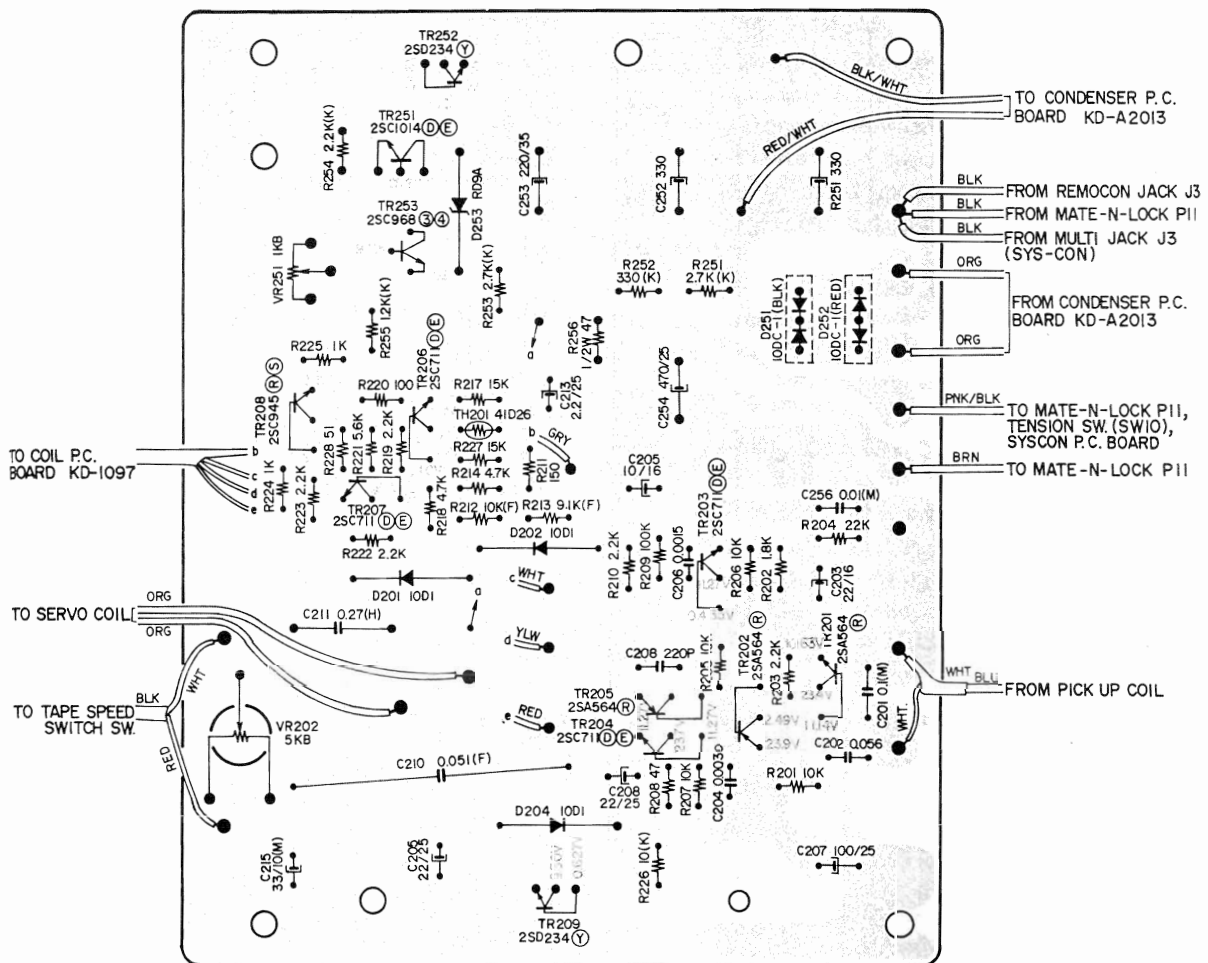 TR252
2SD234 Ⓨ
BLK/WHT
TO CONDENSER P.C.
BOARD KD-A2013
RED/WHT
TR251
2SC1014 Ⓓ Ⓔ
R254 2.2K(K)
TR253
2SC968 ③ ④
D253 RD9A
C253 220/35
C252 330
R251 330
BLK
FROM REMOCON JACK J3
BLK
FROM MATE-N-LOCK P11
BLK
FROM MULTI JACK J3
(SYS-CON)
ORG
FROM CONDENSER P.C.
BOARD KD-A2013
ORG
VR251 1KB
R255 1.2K(K)
R253 2.7K(K)
R252
330(K)
R251
2.7K(K)
D251
10DC-1(BLK)
D252
10DC-1(RED)
R256
1/2W 47
a
R225 1K
TR206
2SC711 Ⓓ Ⓔ
TR208
2SC945 Ⓡ Ⓢ
R220 100
R217 15K
C213
2.2/25
C254 470/25
PNK/BLK
TO MATE-N-LOCK P11,
TENSION SW. (SW10),
SYSCON P.C. BOARD
BRN
TO MATE-N-LOCK P11
TH201 41D26
R228 51
R221 5.6K
R219 2.2K
R227 15K
b
GRY
TO COIL P.C.
BOARD KD-1097
b
c
d
e
R224 1K
R223 2.2K
R214 4.7K
R211
150
C205
10/16
TR203
2SC711 Ⓓ Ⓔ
TR207
2SC711 Ⓓ Ⓔ
R218 4.7K
R212 10K(F)
R213 9.1K(F)
C256 0.01(M)
R204 22K
R222 2.2K
D202 10D1
R210 2.2K
R209 100K
C206 0.0015
R206 10K
R202 1.8K
C203
22/16
D201 10D1
c
WHT
a
TO SERVO COIL
ORG
ORG
C211 0.27(H)
d
YLW
C208 220P
R205 10K
TR202
2SA564 Ⓡ
R203 2.2K
TR201
2SA564 Ⓡ
C201 0.1(M)
WHT
BLU
FROM PICK UP COIL
WHT.
TO TAPE SPEED
SWITCH SW.
BLK
WHT
RED
VR202
5KB
TR205
2SA564 Ⓡ
TR204
2SC711 Ⓓ Ⓔ
e
RED
11.27V
23.7V
11.27V
2.49V
23.9V
C202 0.056
C210 0.051(F)
C208
22/25
R208 47
R207 10K
R201 10K
D204 10D1
C215
33/10(M)
C205
22/25
0.627V
R226 10(K)
C207 100/25
TR209
2SD234 Ⓨ